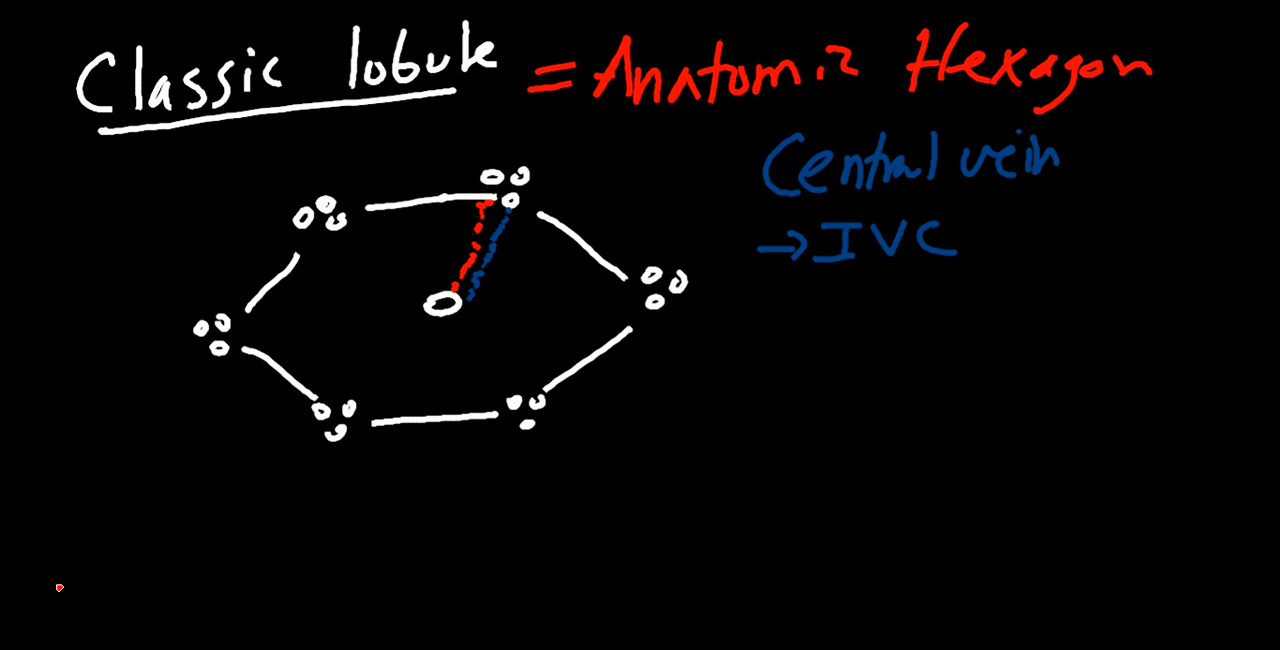 Classic lobule = Anatomic Hexagon
Central vein
→ IVC